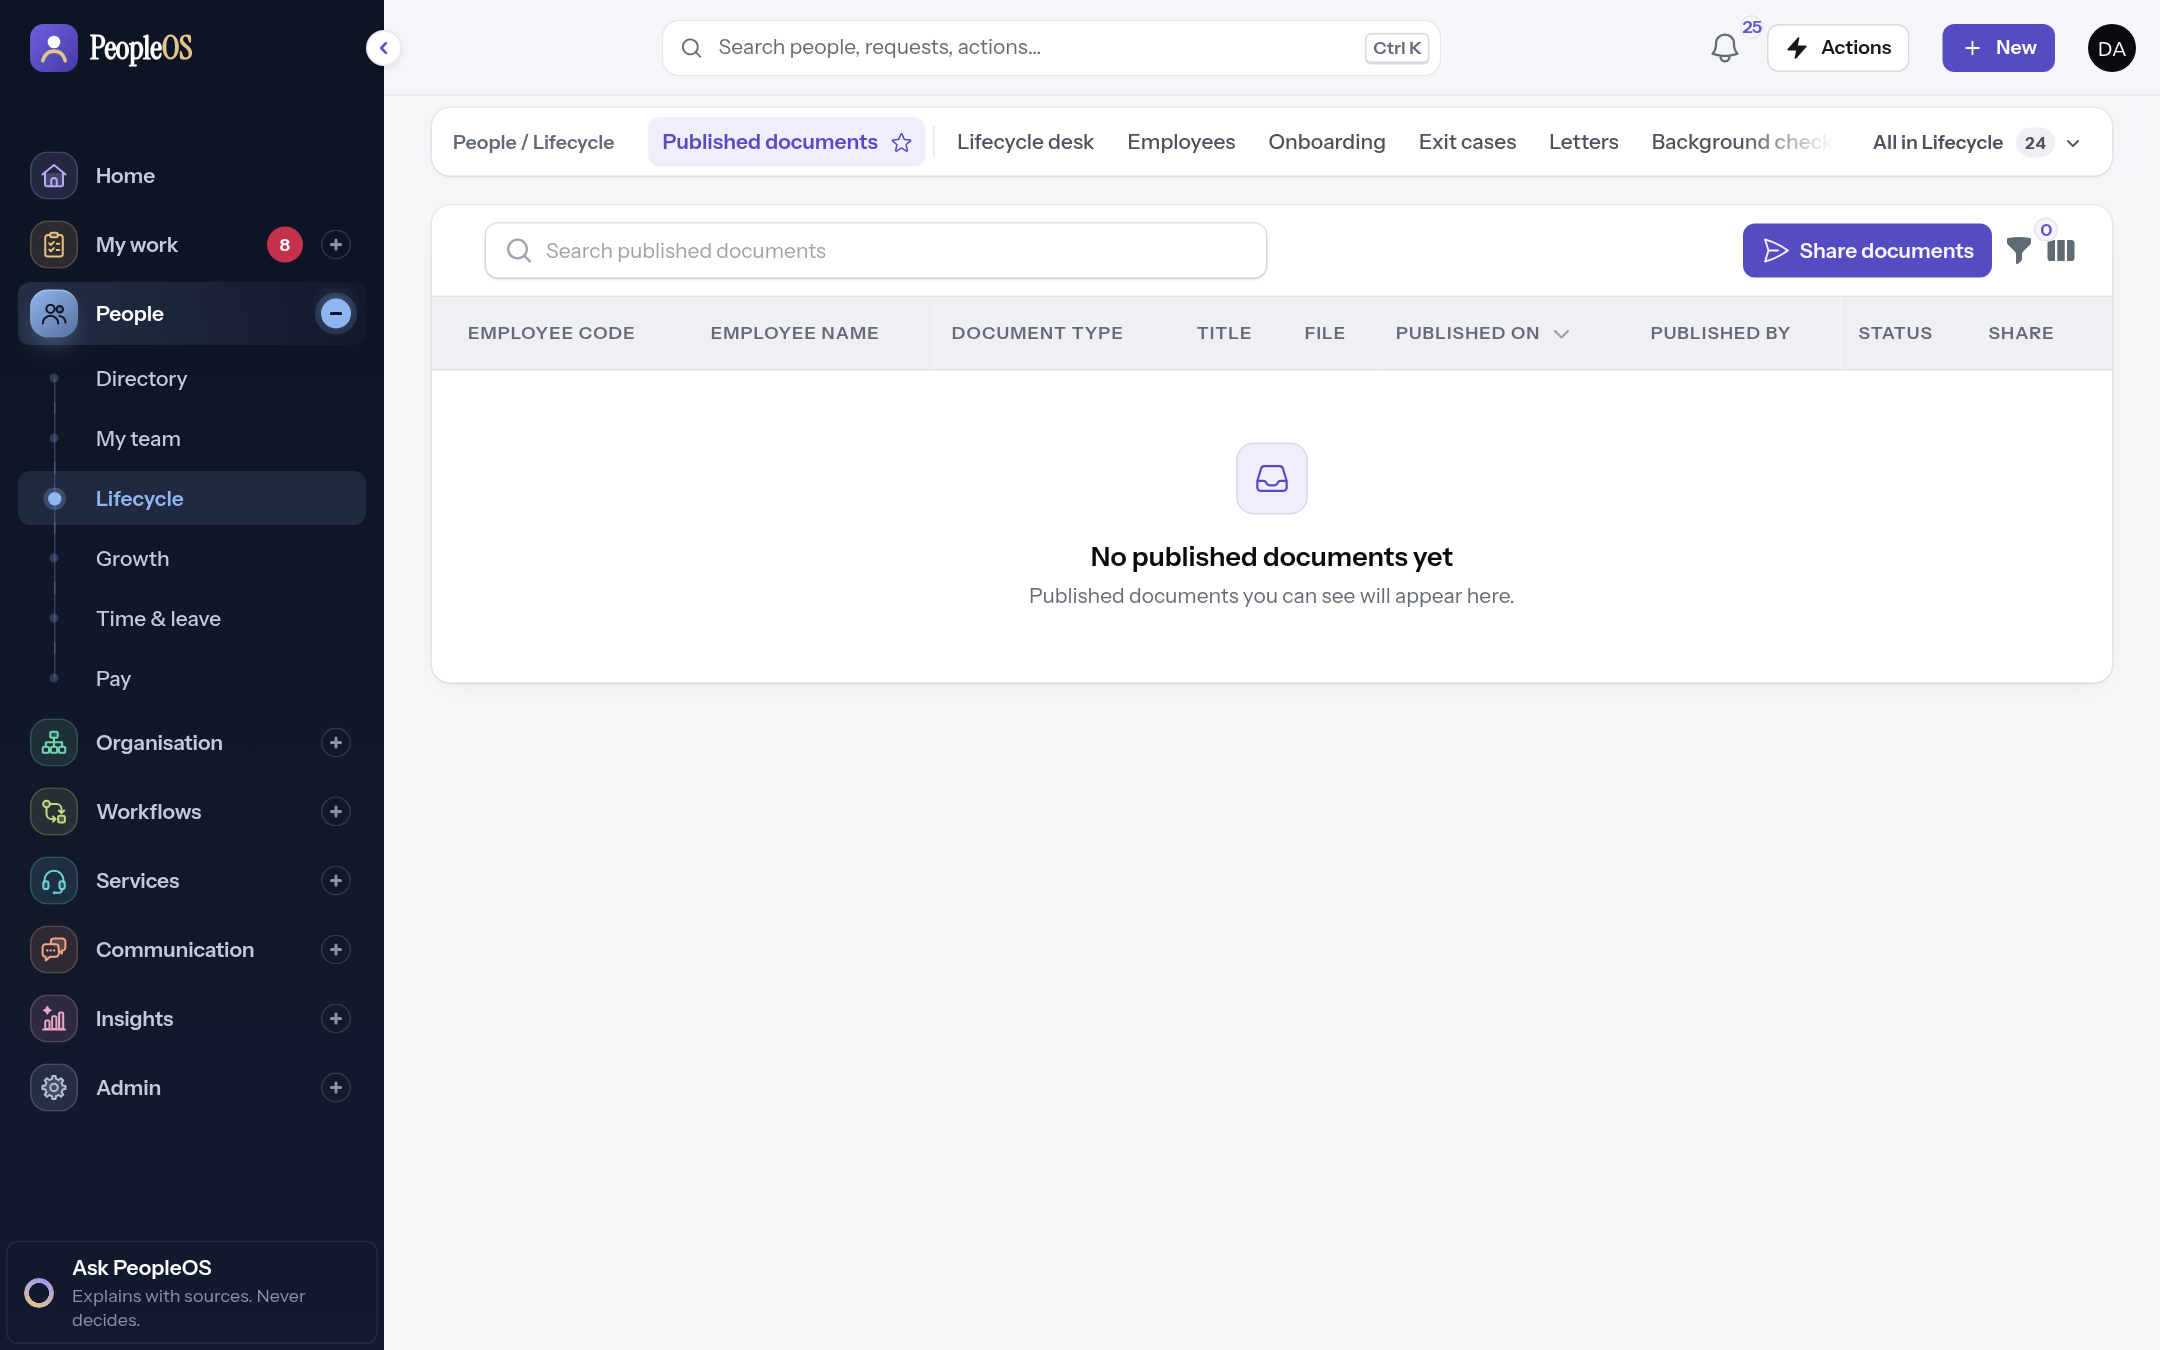 PeopleOS
Search people, requests, actions...
Ctrl K
25
Actions
New
DA
Home
My work
8
People
Directory
My team
Lifecycle
Growth
Time & leave
Pay
Organisation
Workflows
Services
Communication
Insights
Admin
Ask PeopleOS
Explains with sources. Never
decides.
People / Lifecycle
Published documents
Lifecycle desk
Employees
Onboarding
Exit cases
Letters
Background check
All in Lifecycle
24
Search published documents
Share documents
0
EMPLOYEE CODE
EMPLOYEE NAME
DOCUMENT TYPE
TITLE
FILE
PUBLISHED ON
PUBLISHED BY
STATUS
SHARE
No published documents yet
Published documents you can see will appear here.